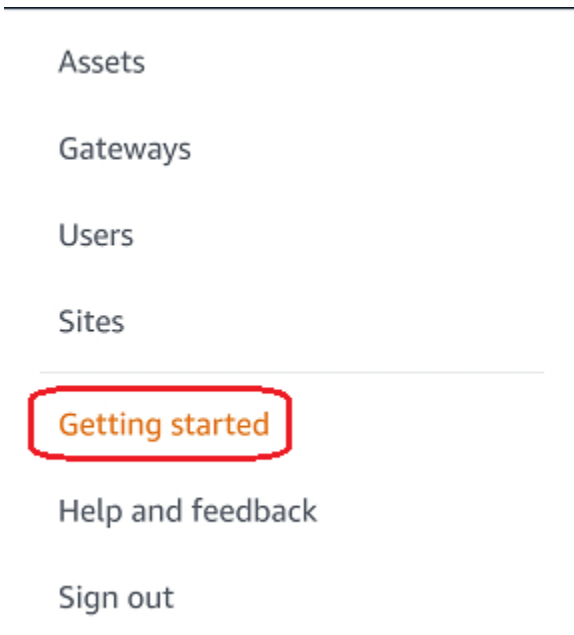 Assets
Gateways
Users
Sites
Getting started
Help and feedback
Sign out